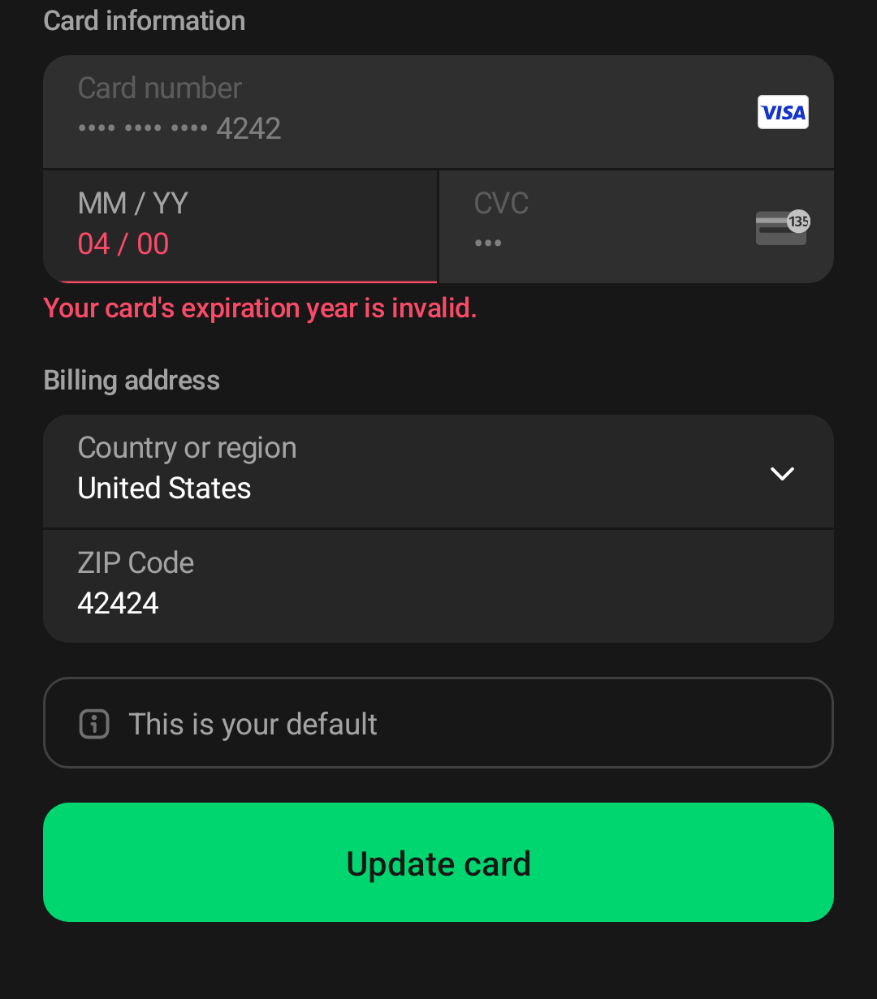 Card information
Card number
•••• •••• •••• 4242
VISA
MM / YY
04 / 00
CVC
•••
135
Your card's expiration year is invalid.
Billing address
Country or region
United States
ZIP Code
42424
This is your default
Update card